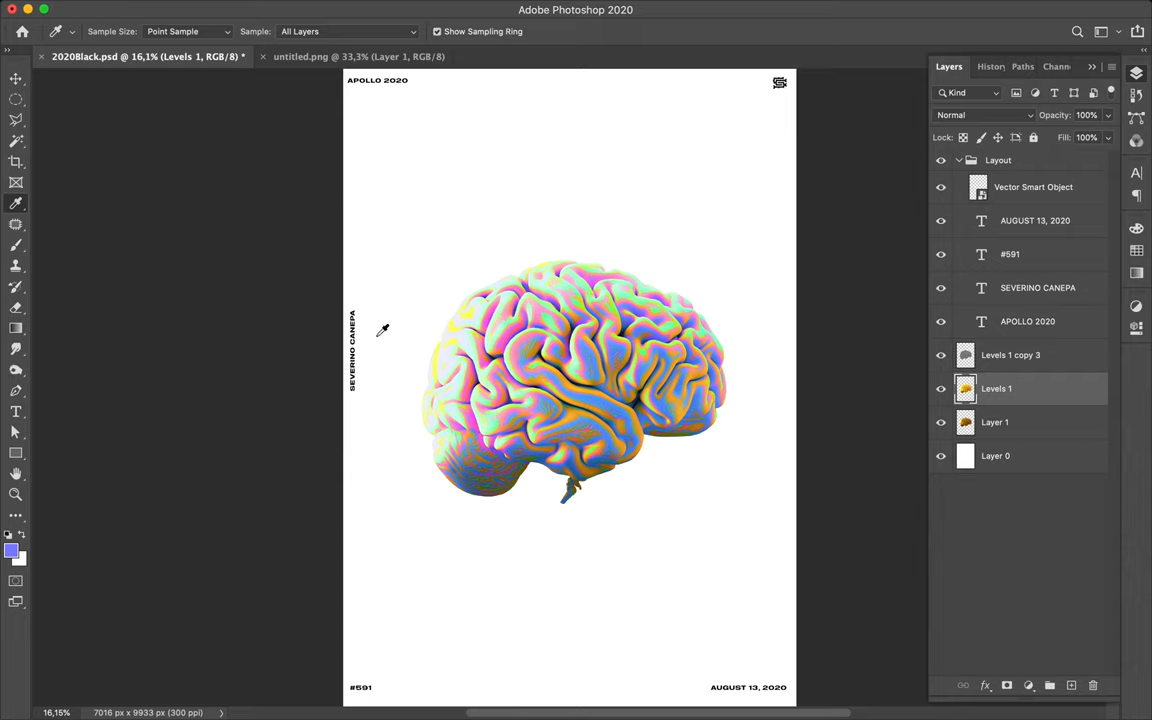 Adobe Photoshop 2020
Sample Size: Point Sample Sample: All Layers Show Sampling Ring
2020Black.psd @ 16,1% (Levels 1, RGB/8) * untitled.png @ 33,3% (Layer 1, RGB/8)
Layers History Paths Chann
Kind
Normal Opacity: 100%
Lock: Fill: 100%
Layout
Vector Smart Object
AUGUST 13, 2020
#591
SEVERINO CANEPA
APOLLO 2020
Levels 1 copy 3
Levels 1
Layer 1
Layer 0
APOLLO 2020
SEVERINO CANEPA
#591
AUGUST 13, 2020
16,15% 7016 px x 9933 px (300 ppi)